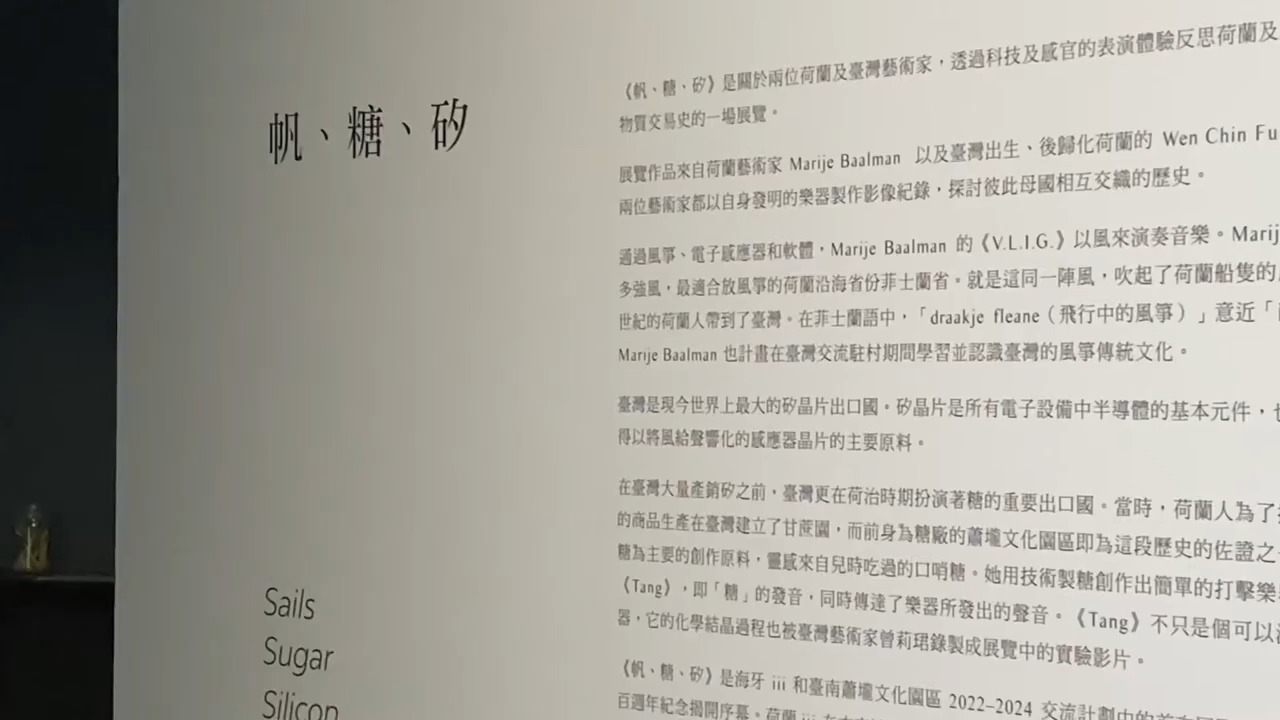 帆、糖、矽
《帆、糖、矽》是關於兩位荷蘭及臺灣藝術家，透過科技及感官的表演體驗反思荷蘭及
物質交易史的一場展覽。
展覽作品來自荷蘭藝術家 Marije Baalman 以及臺灣出生、後歸化荷蘭的 Wen Chin Fu
兩位藝術家都以自身發明的樂器製作影像紀錄，探討彼此母國相互交織的歷史。
通過風箏、電子感應器和軟體，Marije Baalman 的《V.L.I.G.》以風來演奏音樂。Marij
多強風，最適合放風箏的荷蘭沿海省份菲士蘭省。就是這同一陣風，吹起了荷蘭船隻的
世紀的荷蘭人帶到了臺灣。在菲士蘭語中，「draakje fleane（飛行中的風箏）」意近「
Marije Baalman 也計畫在臺灣交流駐村期間學習並認識臺灣的風箏傳統文化。
臺灣是現今世界上最大的矽晶片出口國。矽晶片是所有電子設備中半導體的基本元件，也
得以將風給聲響化的感應器晶片的主要原料。
在臺灣大量產銷矽之前，臺灣更在荷治時期扮演著糖的重要出口國。當時，荷蘭人為了
的商品生產在臺灣建立了甘蔗園，而前身為糖廠的蕭壠文化園區即為這段歷史的佐證之
糖為主要的創作原料，靈感來自兒時吃過的口哨糖。她用技術製糖創作出簡單的打擊樂
《Tang》，即「糖」的發音，同時傳達了樂器所發出的聲音。《Tang》不只是個可以
器，它的化學結晶過程也被臺灣藝術家曾莉珺錄製成展覽中的實驗影片。
《帆、糖、矽》是海牙 iii 和臺南蕭壠文化園區 2022–2024 交流計劃中的
百週年紀念揭開序幕。荷蘭 iii
Sails
Sugar
Silicon